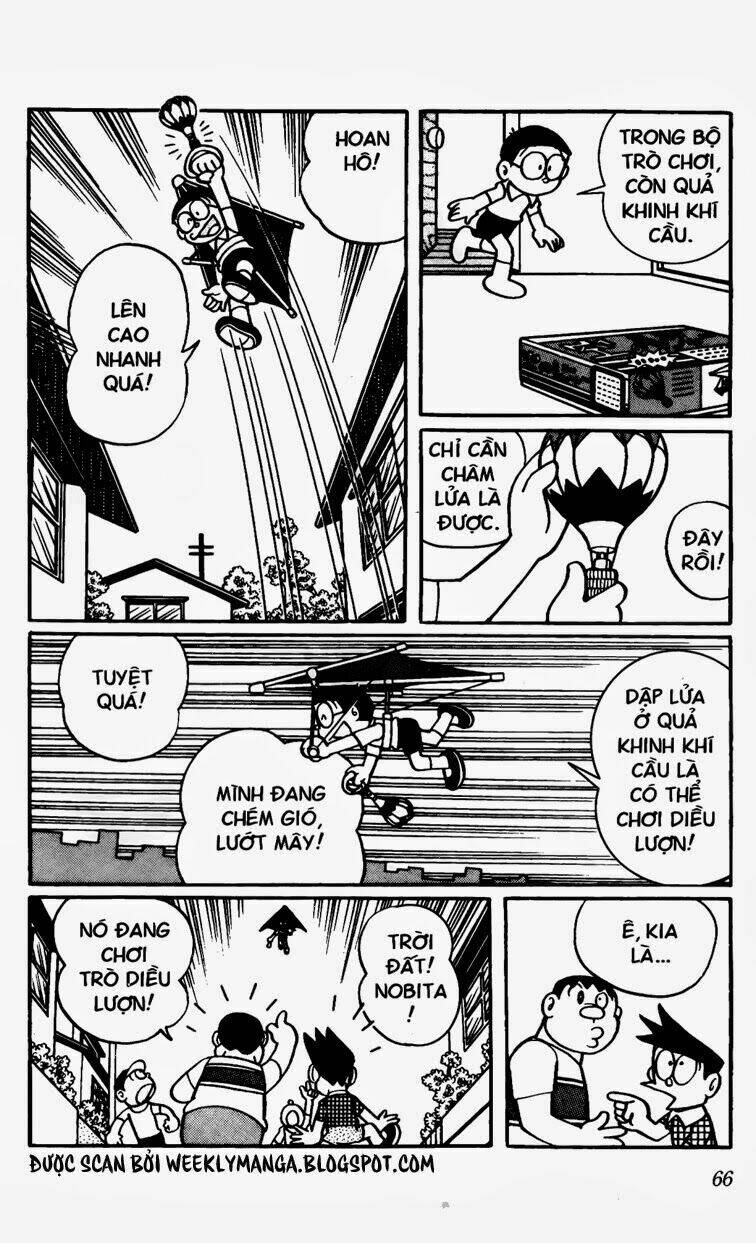 TRONG BỘ
TRÒ CHƠI,
CÒN QUẢ
KHINH KHÍ
CẦU.
CHỈ CẦN
CHÂM
LỬA LÀ
ĐƯỢC.
ĐÂY
RỒI!
HOAN
HÔ!
LÊN
CAO
NHANH
QUÁ!
DẬP LỬA
Ở QUẢ
KHINH KHÍ
CẦU LÀ
CÓ THỂ
CHƠI DIỀU
LƯỢN!
TUYỆT
QUÁ!
MÌNH ĐANG
CHÉM GIÓ,
LƯỚT MÂY!
Ê, KIA
LÀ...
TRỜI
ĐẤT!
NOBITA
!
NÓ ĐANG
CHƠI
TRÒ DIỀU
LƯỢN!
ĐƯỢC SCAN BỞI WEEKLYMANGA.BLOGSPOT.COM
66